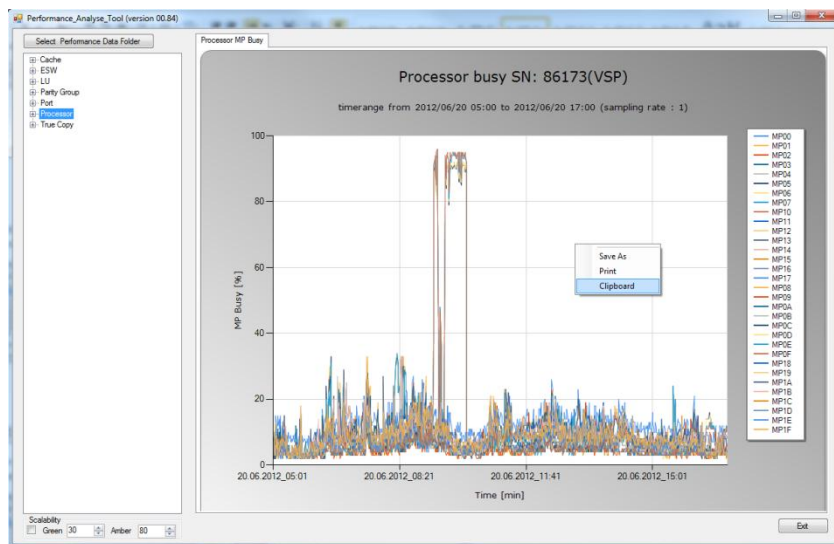 Performance_Analyse_Tool (version 00.84)
Select Performance Data Folder
Cache
ESW
LU
Parity Group
Port
Processor
True Copy
Scalability
Green 30 Amber 80
Processor MP Busy
Processor busy SN: 86173(VSP)
timerange from 2012/06/20 05:00 to 2012/06/20 17:00 (sampling rate : 1)
MP Busy [%]
100
80
60
40
20
0
20.06.2012_05:01 20.06.2012_08:21 20.06.2012_11:41 20.06.2012_15:01
Time [min]
Save As
Print
Clipboard
MP00
MP01
MP02
MP03
MP04
MP05
MP06
MP07
MP10
MP11
MP12
MP13
MP14
MP15
MP16
MP17
MP08
MP09
MP0A
MP0B
MP0C
MP0D
MP0E
MP0F
MP18
MP19
MP1A
MP1B
MP1C
MP1D
MP1E
MP1F
Exit